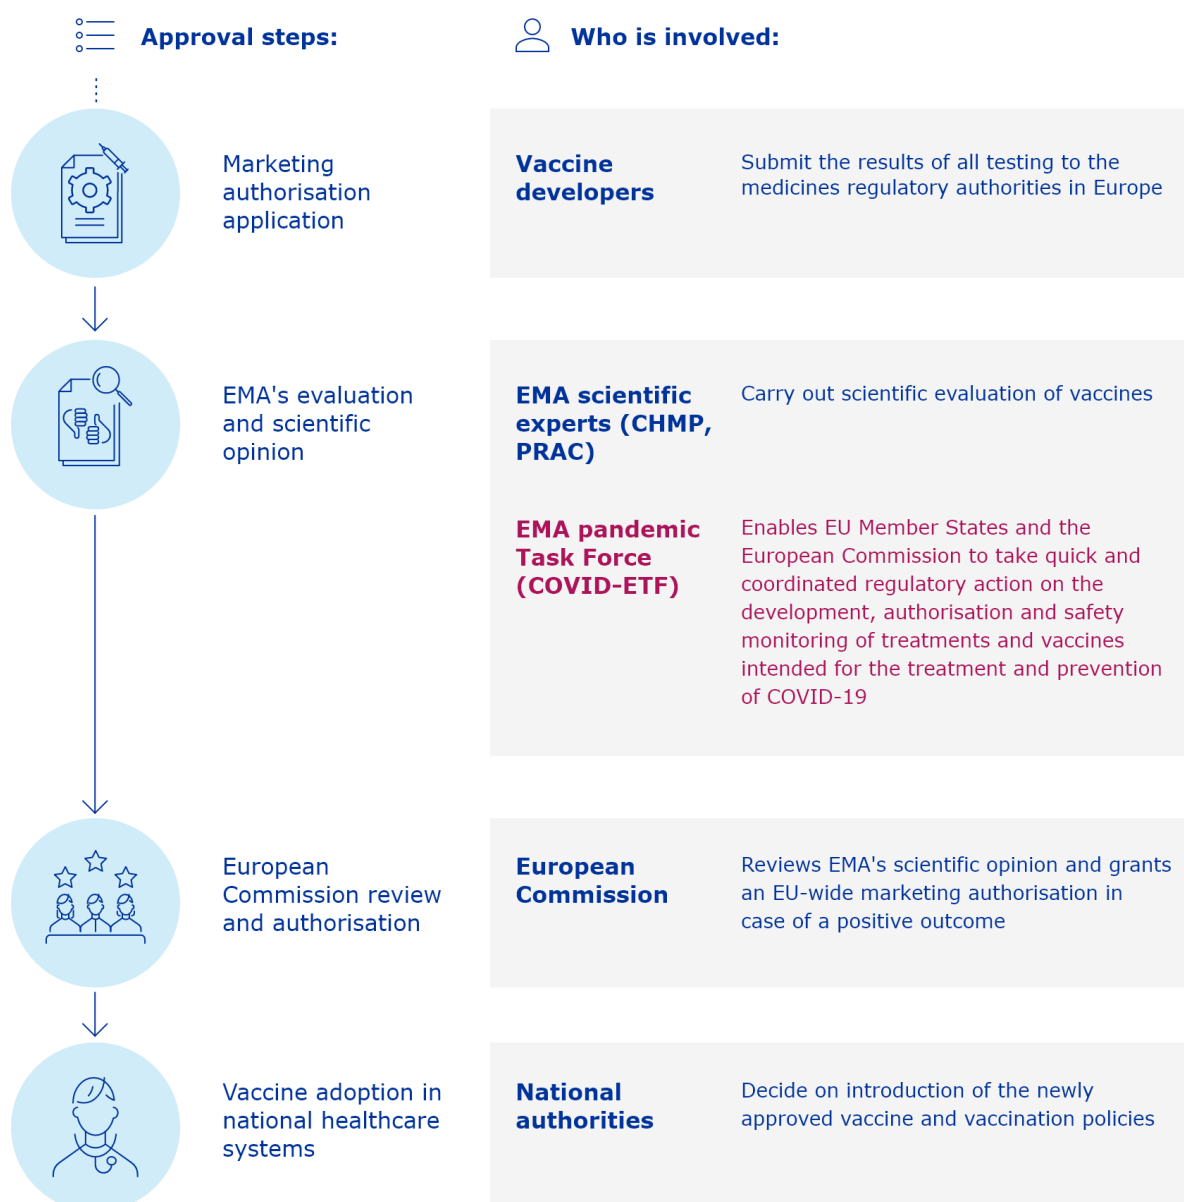 Approval steps:
Who is involved:
Marketing
authorisation
application
Vaccine
developers
Submit the results of all testing to the
medicines regulatory authorities in Europe
EMA's evaluation
and scientific
opinion
EMA scientific
experts (CHMP,
PRAC)
Carry out scientific evaluation of vaccines
EMA pandemic
Task Force
(COVID-ETF)
Enables EU Member States and the
European Commission to take quick and
coordinated regulatory action on the
development, authorisation and safety
monitoring of treatments and vaccines
intended for the treatment and prevention
of COVID-19
European
Commission review
and authorisation
European
Commission
Reviews EMA's scientific opinion and grants
an EU-wide marketing authorisation in
case of a positive outcome
Vaccine adoption in
national healthcare
systems
National
authorities
Decide on introduction of the newly
approved vaccine and vaccination policies